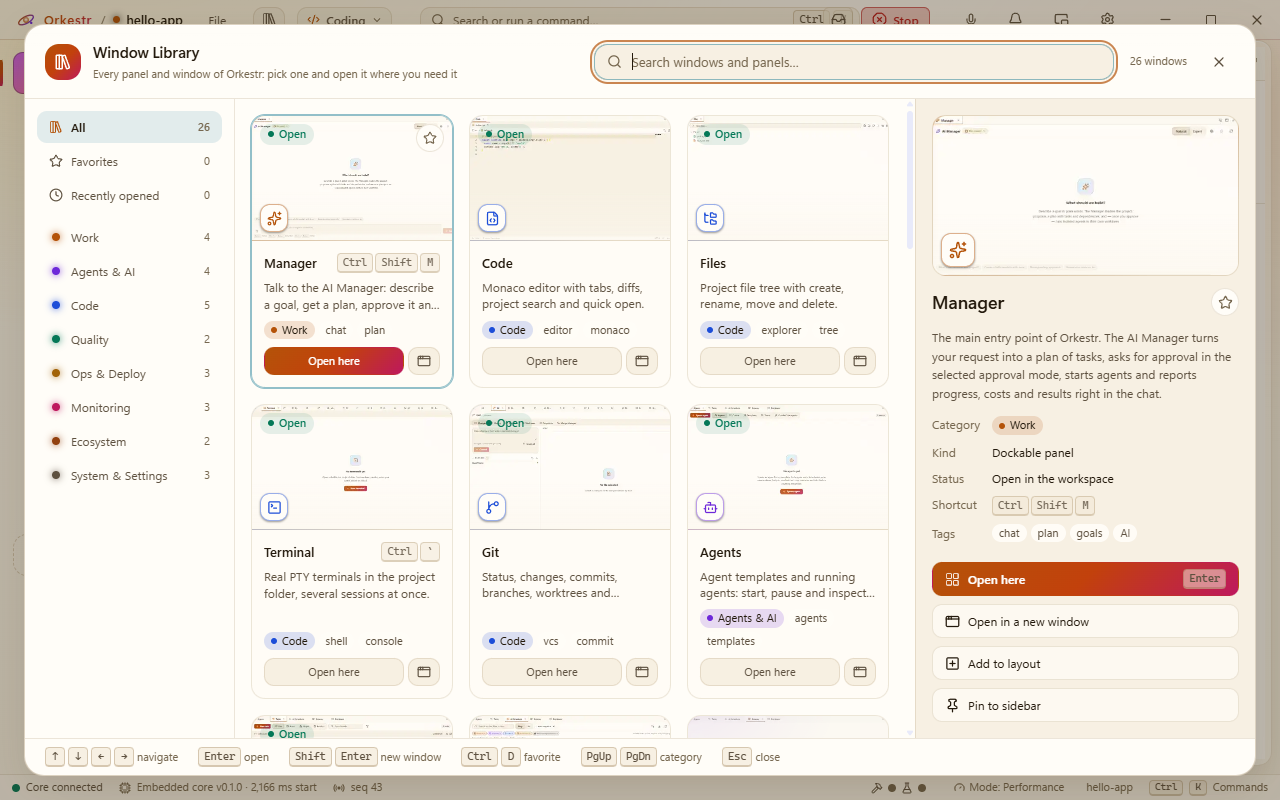 Orkestr / hello-app File Coding Search or run a command... Ctrl Stop
Window Library
Every panel and window of Orkestr: pick one and open it where you need it
Search windows and panels...
26 windows
All 26
Favorites 0
Recently opened 0
Work 4
Agents & AI 4
Code 5
Quality 2
Ops & Deploy 3
Monitoring 3
Ecosystem 2
System & Settings 3
Open
Manager Ctrl Shift M
Talk to the AI Manager: describe
a goal, get a plan, approve it an...
Work chat plan
Open here
Open
Code
Monaco editor with tabs, diffs,
project search and quick open.
Code editor monaco
Open here
Open
Files
Project file tree with create,
rename, move and delete.
Code explorer tree
Open here
Open
Terminal Ctrl `
Real PTY terminals in the project
folder, several sessions at once.
Code shell console
Open here
Open
Git
Status, changes, commits,
branches, worktrees and...
Code vcs commit
Open here
Open
Agents
Agent templates and running
agents: start, pause and inspect...
Agents & AI agents
templates
Open here
Open
Manager
AI Manager
What should we build?
Manager
The main entry point of Orkestr. The AI Manager turns
your request into a plan of tasks, asks for approval in the
selected approval mode, starts agents and reports
progress, costs and results right in the chat.
Category Work
Kind Dockable panel
Status Open in the workspace
Shortcut Ctrl Shift M
Tags chat plan goals AI
Open here Enter
Open in a new window
Add to layout
Pin to sidebar
↑ ↓ ← → navigate Enter open Shift Enter new window Ctrl D favorite PgUp PgDn category Esc close
Core connected Embedded core v0.1.0 · 2,166 ms start seq 43 Mode: Performance hello-app Ctrl K Commands